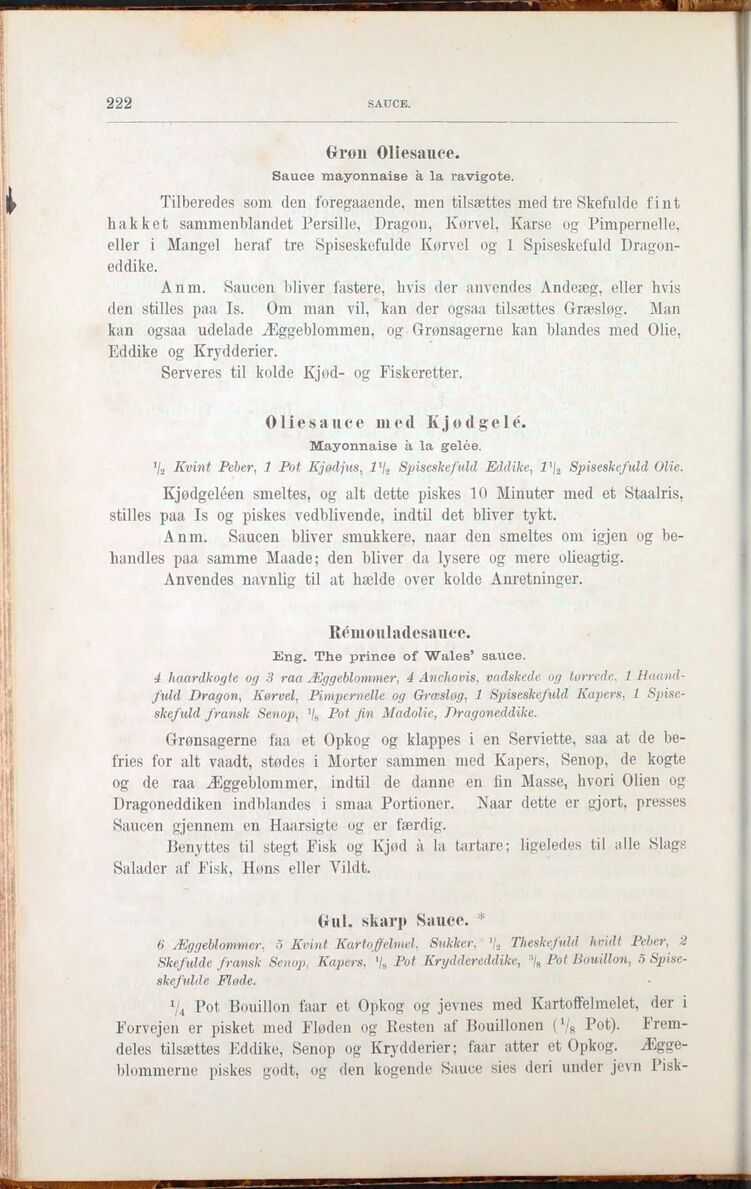 222
SAUCE.
Grøn Oliesauce.
Sauce mayonnaise à la ravigote.
Tilberedes som den foregaaende, men tilsættes med tre Skefulde fint
hakket sammenblandet Persille, Dragon, Kørvel, Karse og Pimpernelle,
eller i Mangel heraf tre Spiseskefulde Kørvel og 1 Spiseskefuld Dragon-
eddike.
Anm. Saucen bliver fastere, hvis der anvendes Andeæg, eller hvis
den stilles paa Is. Om man vil, kan der ogsaa tilsættes Græsløg. Man
kan ogsaa udelade Æggeblommen, og Grønsagerne kan blandes med Olie,
Eddike og Krydderier.
Serveres til kolde Kjød- og Fiskeretter.
Oliesauce med Kjødgelé.
Mayonnaise à la gelée.
1/2 Kvint Peber, 1 Pot Kjødjus, 11/2 Spiseskefuld Eddike, 11/2 Spiseskefuld Olie.
Kjødgeléen smeltes, og alt dette piskes 10 Minuter med et Staalris,
stilles paa Is og piskes vedblivende, indtil det bliver tykt.
Anm. Saucen bliver smukkere, naar den smeltes om igjen og be-
handles paa samme Maade; den bliver da lysere og mere olieagtig.
Anvendes navnlig til at hælde over kolde Anretninger.
Rémouladesauce.
Eng. The prince of Wales' sauce.
4 haardkogte og 3 raa Æggeblommer, 4 Anchovis, vadskede og tørrede, 1 Haand-
fuld Dragon, Kørvel, Pimpernelle og Græsløg, 1 Spiseskefuld Kapers, 1 Spise-
skefuld fransk Senop, 1/8 Pot fin Madolie, Dragoneddike.
Grønsagerne faa et Opkog og klappes i en Serviette, saa at de be-
fries for alt vaadt, stødes i Morter sammen med Kapers, Senop, de kogte
og de raa Æggeblommer, indtil de danne en fin Masse, hvori Olien og
Dragoneddiken indblandes i smaa Portioner. Naar dette er gjort, presses
Saucen gjennem en Haarsigte og er færdig.
Benyttes til stegt Fisk og Kjød à la tartare; ligeledes til alle Slags
Salader af Fisk, Høns eller Vildt.
Gul, skarp Sauce. *
6 Æggeblommer, 5 Kvint Kartoffelmel, Sukker, 1/2 Theskefuld hvidt Peber, 2
Skefulde fransk Senop, Kapers, 1/8 Pot Kryddereddike, 3/8 Pot Bouillon, 5 Spise-
skefulde Fløde.
1/4 Pot Bouillon faar et Opkog og jevnes med Kartoffelmelet, der i
Forvejen er pisket med Fløden og Resten af Bouillonen (1/8 Pot). Frem-
deles tilsættes Eddike, Senop og Krydderier; faar atter et Opkog. Ægge-
blommerne piskes godt, og den kogende Sauce sies deri under jevn Pisk-